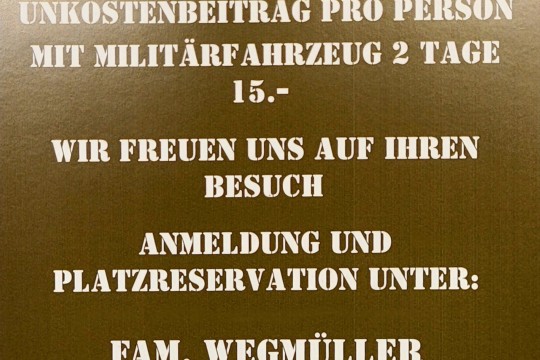 UNKOSTENBEITRAG PRO PERSON
MIT MILITÄRFAHRZEUG 2 TAGE
15.-
WIR FREUEN UNS AUF IHREN
BESUCH
ANMELDUNG UND
PLATZRESERVATION UNTER:
FAM. WEGMÜLLER